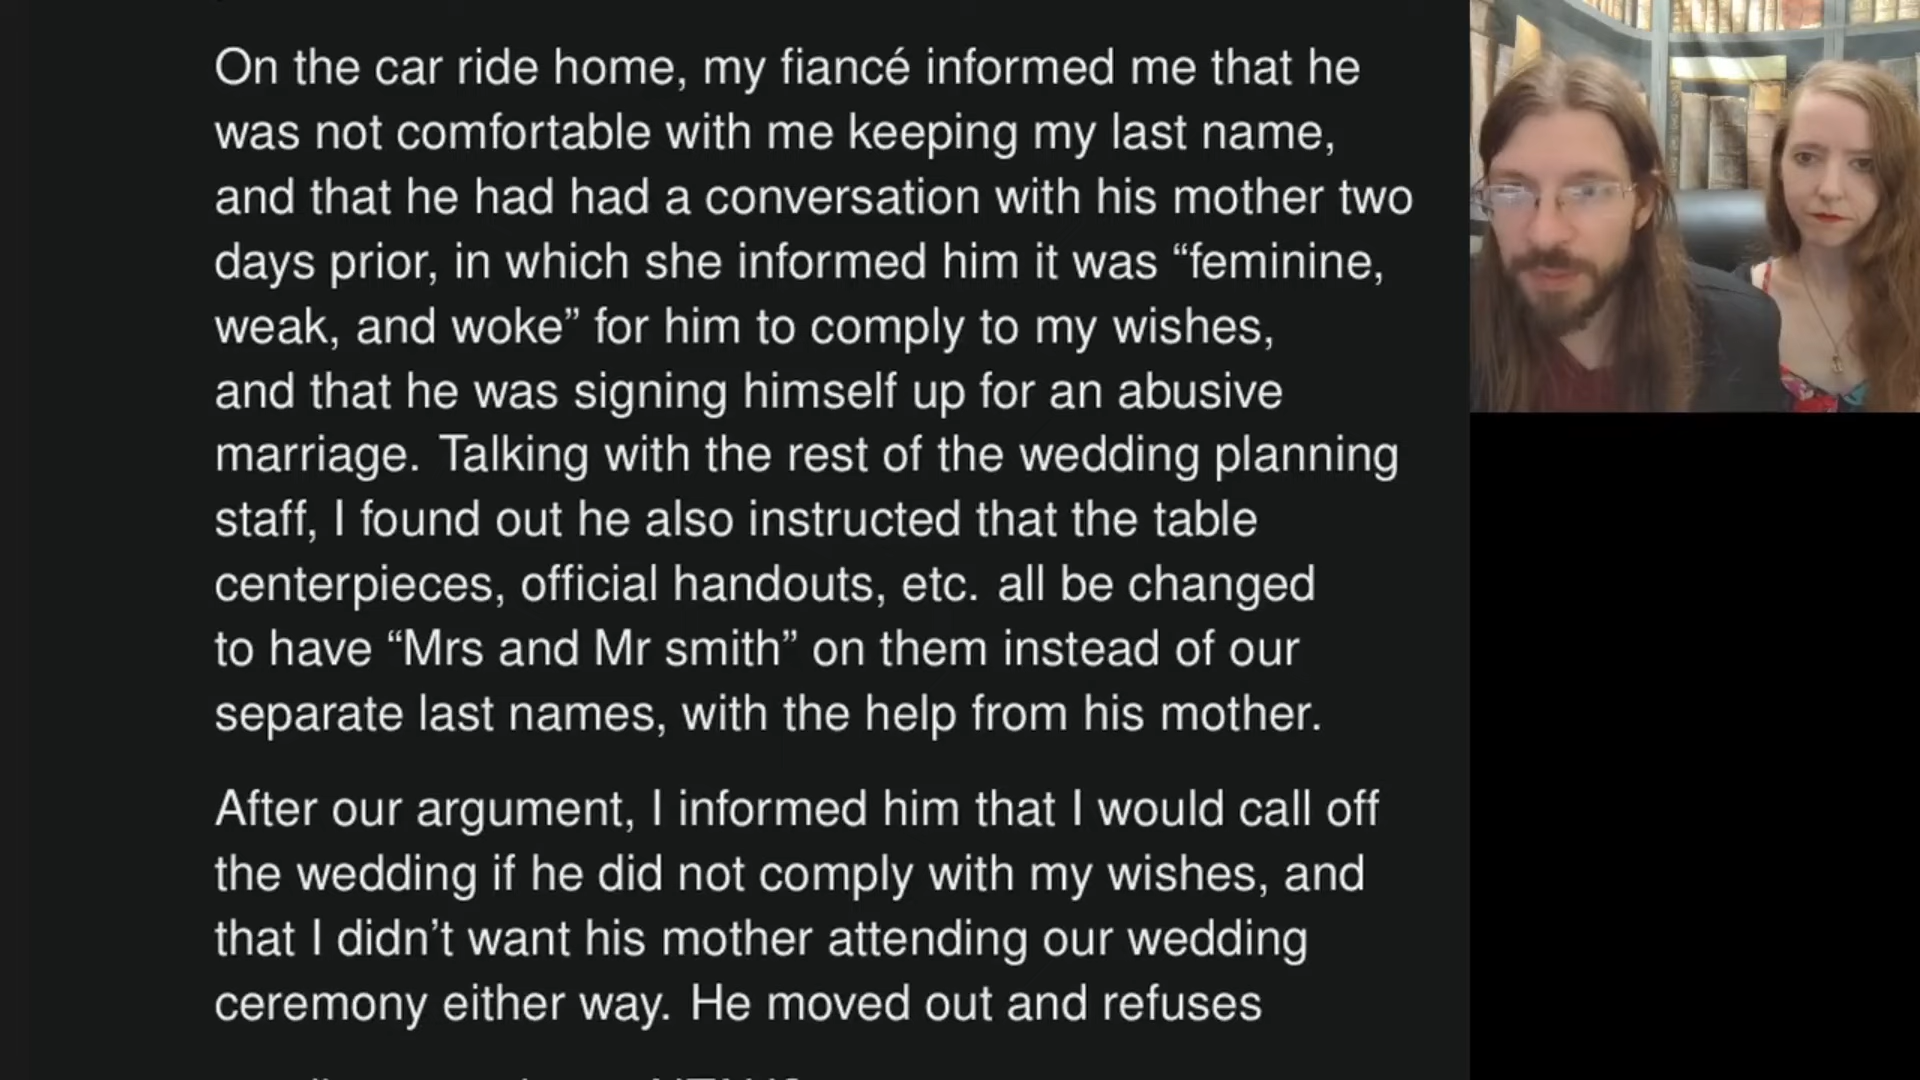 On the car ride home, my fiancé informed me that he
was not comfortable with me keeping my last name,
and that he had had a conversation with his mother two
days prior, in which she informed him it was “feminine,
weak, and woke” for him to comply to my wishes,
and that he was signing himself up for an abusive
marriage. Talking with the rest of the wedding planning
staff, I found out he also instructed that the table
centerpieces, official handouts, etc. all be changed
to have “Mrs and Mr smith” on them instead of our
separate last names, with the help from his mother.
After our argument, I informed him that I would call off
the wedding if he did not comply with my wishes, and
that I didn’t want his mother attending our wedding
ceremony either way. He moved out and refuses